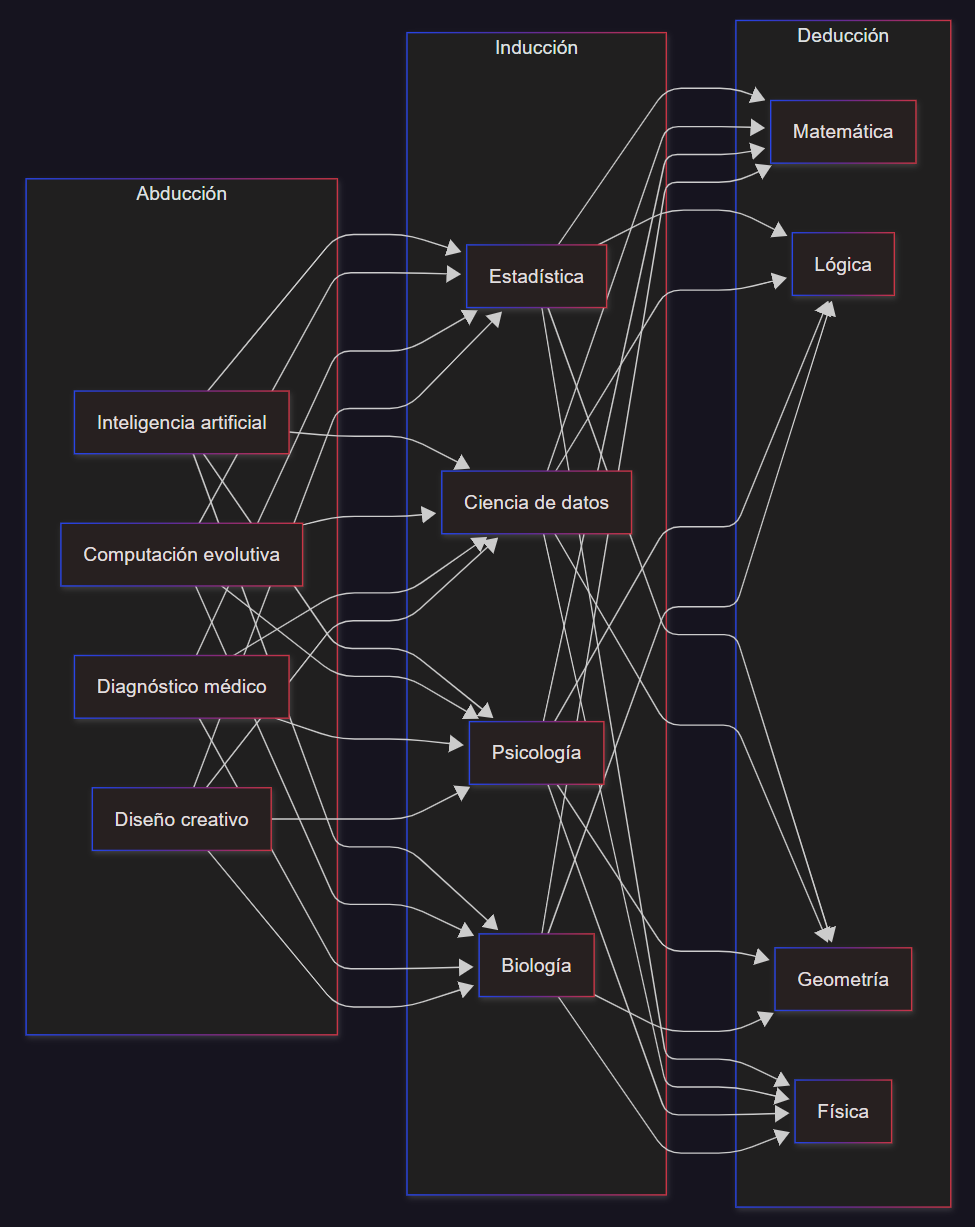 Abducción
Inteligencia artificial
Computación evolutiva
Diagnóstico médico
Diseño creativo
Inducción
Estadística
Ciencia de datos
Psicología
Biología
Deducción
Matemática
Lógica
Geometría
Física